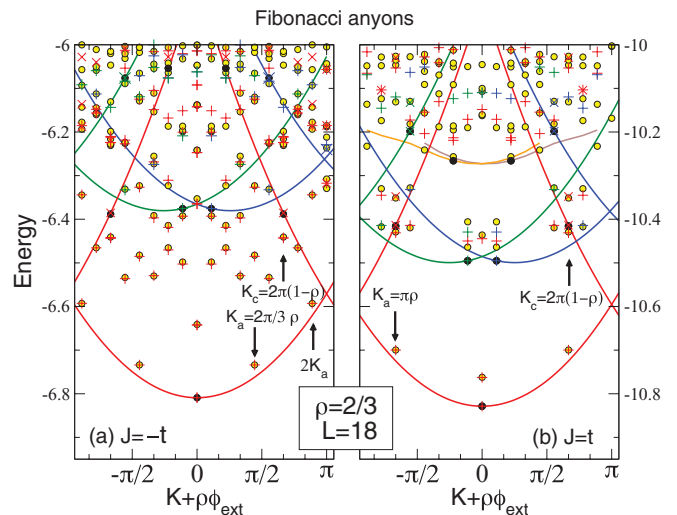 Fibonacci anyons
Energy
-6
-6.2
-6.4
-6.6
-6.8
K_c=2π(1-ρ)
K_a=2π/3 ρ
2K_a
(a) J=-t
-π/2
0
π/2
π
K+ρϕ_ext
ρ=2/3
L=18
-10
-10.2
-10.4
-10.6
-10.8
K_a=πρ
K_c=2π(1-ρ)
(b) J=t
-π/2
0
π/2
π
K+ρϕ_ext